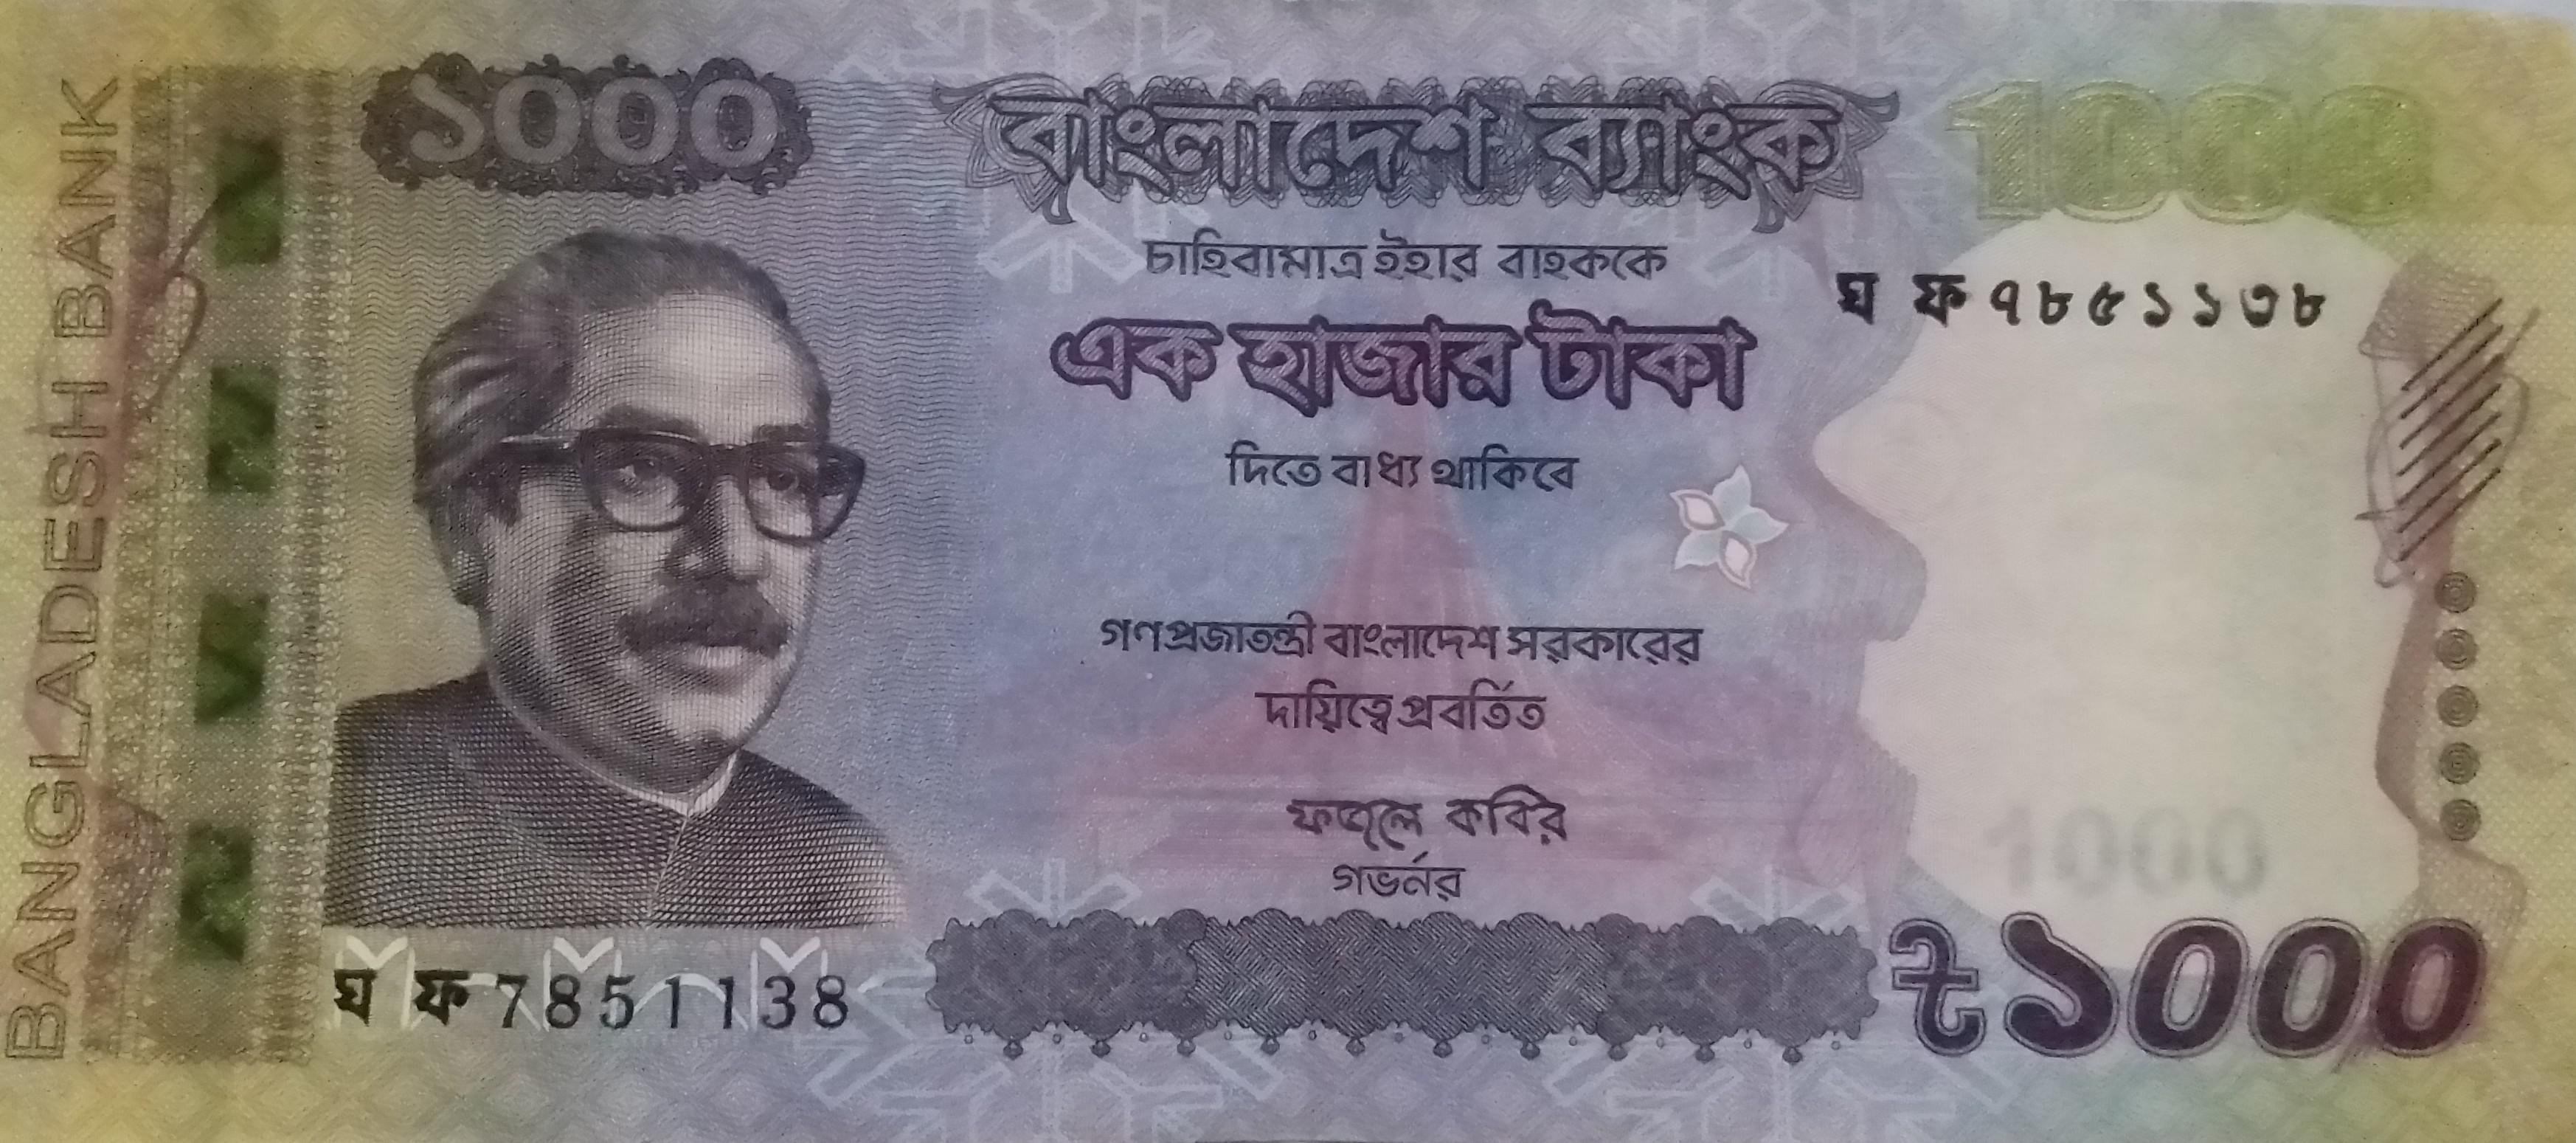 BANGLADESH BANK
১০০০
বাংলাদেশ ব্যাংক
1000
চাহিবামাত্র ইহার বাহককে
ঘ ফ ৭৮৫১১৩৮
এক হাজার টাকা
দিতে বাধ্য থাকিবে
গণপ্রজাতন্ত্রী বাংলাদেশ সরকারের
দায়িত্বে প্রবর্তিত
ফজলে কবির
গভর্নর
1000
ঘ ফ 7851138
৳১০০০